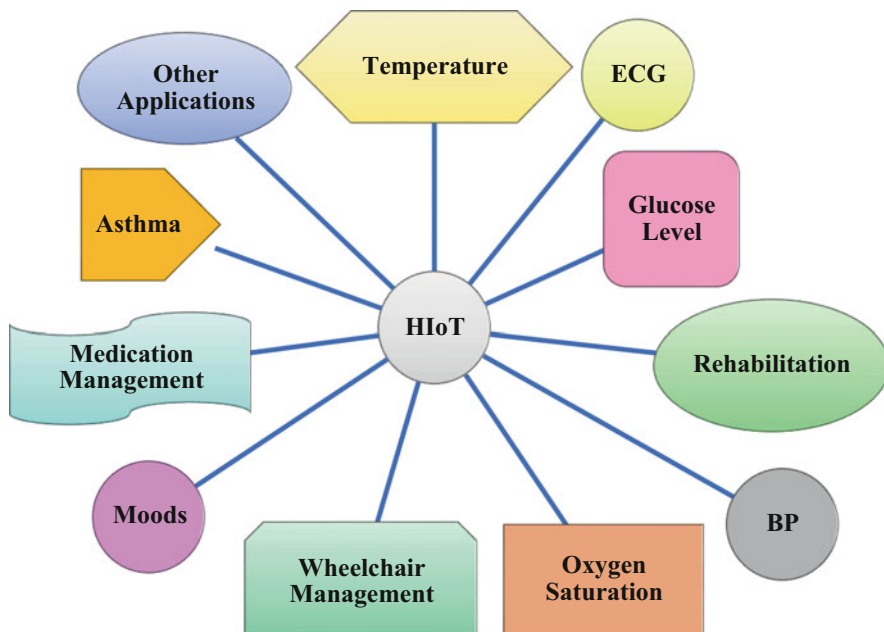 Other
Applications
Temperature
ECG
Asthma
Glucose
Level
HIoT
Medication
Management
Rehabilitation
Moods
Wheelchair
Management
Oxygen
Saturation
BP